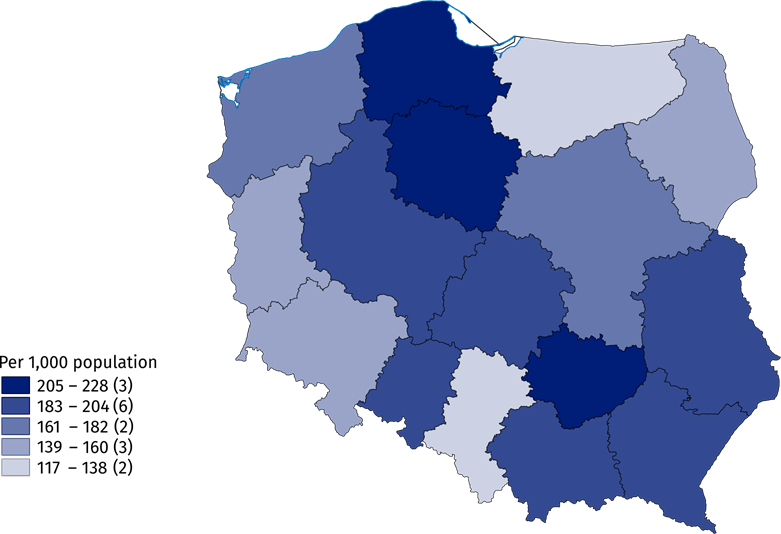 Per 1,000 population
205 – 228 (3)
183 – 204 (6)
161 – 182 (2)
139 – 160 (3)
117 – 138 (2)